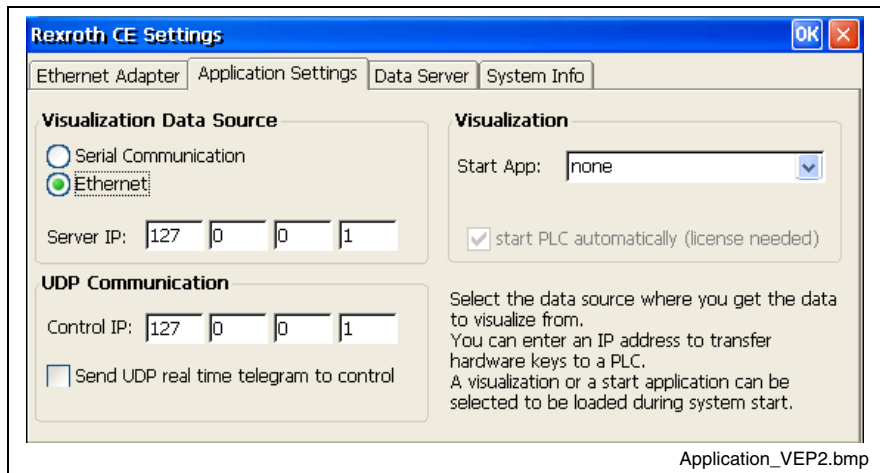 Rexroth CE Settings
OK
Ethernet Adapter
Application Settings
Data Server
System Info
Visualization Data Source
Serial Communication
Ethernet
Server IP: 127 0 0 1
UDP Communication
Control IP: 127 0 0 1
Send UDP real time telegram to control
Visualization
Start App: none
start PLC automatically (license needed)
Select the data source where you get the data
to visualize from.
You can enter an IP address to transfer
hardware keys to a PLC.
A visualization or a start application can be
selected to be loaded during system start.
Application_VEP2.bmp